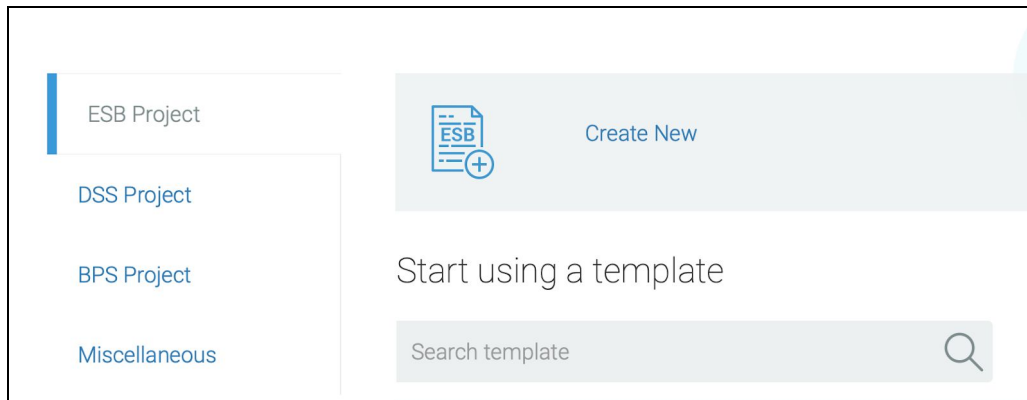 ESB Project
DSS Project
BPS Project
Miscellaneous
ESB
Create New
Start using a template
Search template